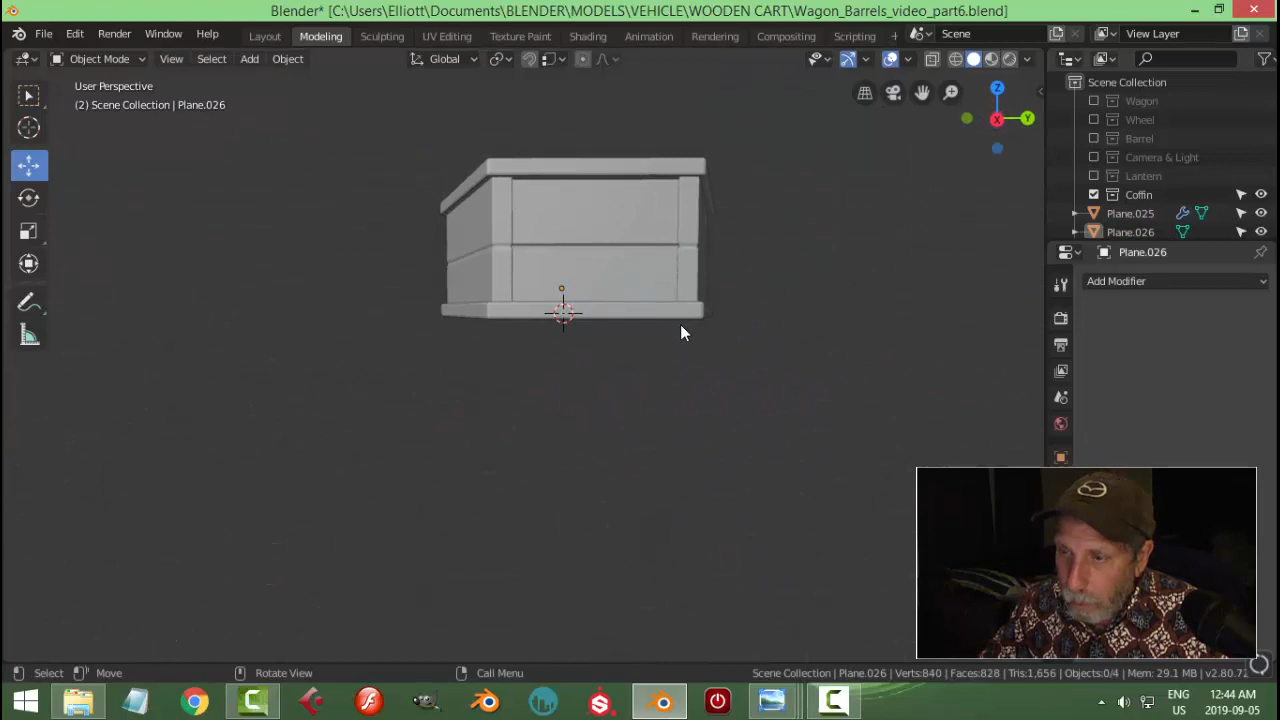 Blender* [C:\Users\Elliott\Documents\BLENDER\MODELS\VEHICLE\WOODEN CART\Wagon_Barrels_video_part6.blend]
File Edit Render Window Help Layout Modeling Sculpting UV Editing Texture Paint Shading Animation Rendering Compositing Scripting + Scene View Layer
Object Mode View Select Add Object Global
User Perspective
(2) Scene Collection | Plane.026
Z
X
Y
Scene Collection
Wagon
Wheel
Barrel
Camera & Light
Lantern
Coffin
Plane.025
Plane.026
Plane.026
Add Modifier
Select Move Rotate View Call Menu Scene Collection | Plane.026 | Verts:840 | Faces:828 | Tris:1,656 | Objects:0/4 | Mem: 29.1 MB | v2.80.7
ENG 12:44 AM
US 2019-09-05